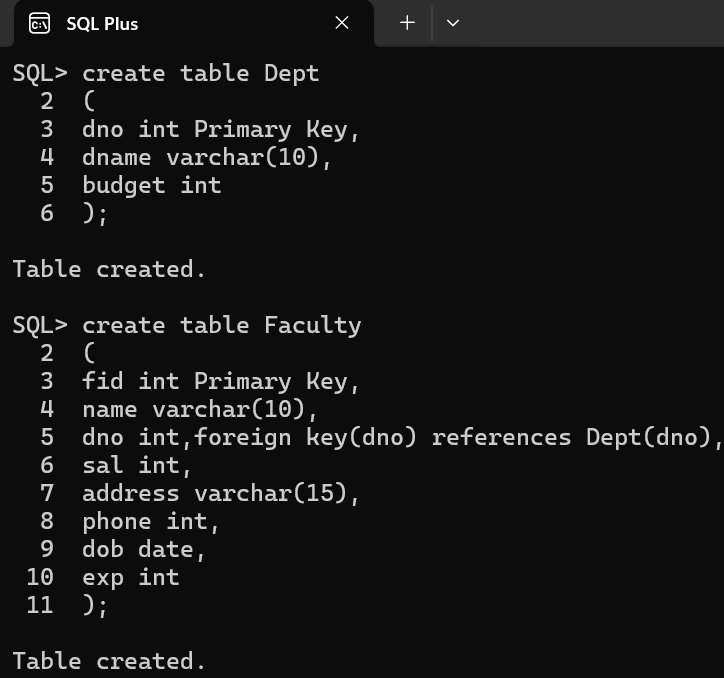 SQL Plus
SQL> create table Dept
2 (
3 dno int Primary Key,
4 dname varchar(10),
5 budget int
6 );
Table created.
SQL> create table Faculty
2 (
3 fid int Primary Key,
4 name varchar(10),
5 dno int,foreign key(dno) references Dept(dno),
6 sal int,
7 address varchar(15),
8 phone int,
9 dob date,
10 exp int
11 );
Table created.